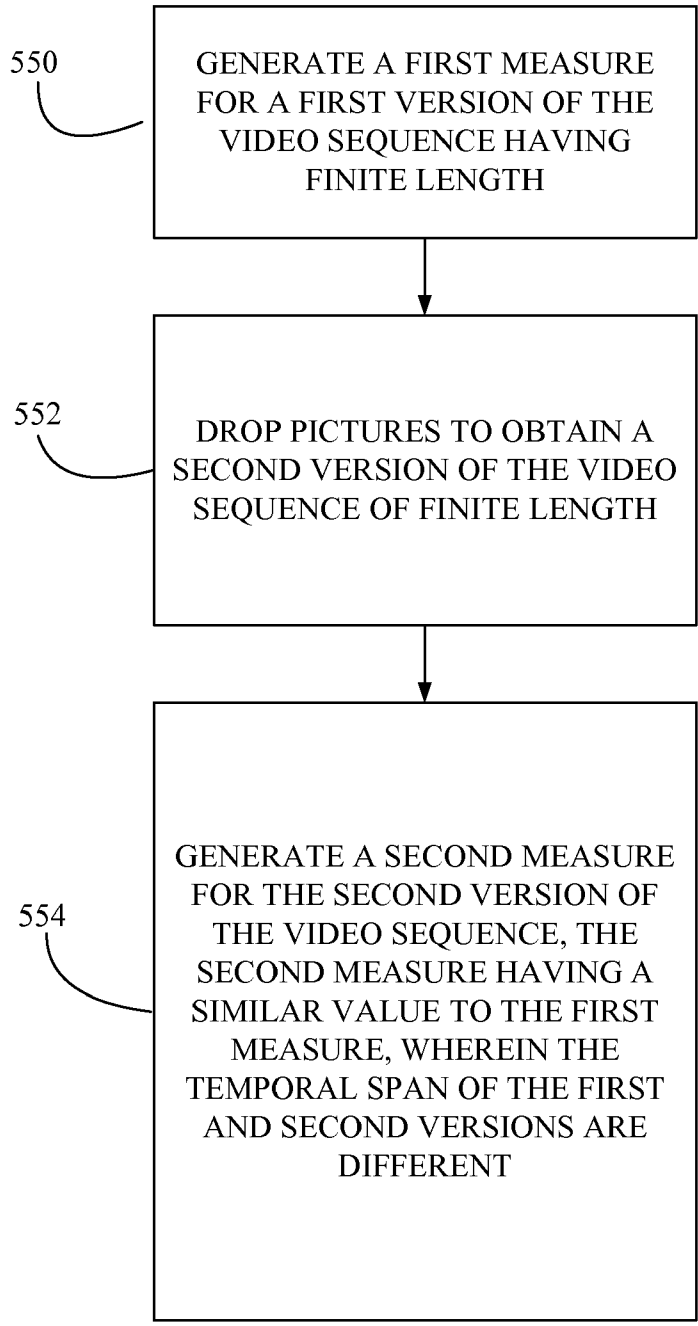 550
GENERATE A FIRST MEASURE
FOR A FIRST VERSION OF THE
VIDEO SEQUENCE HAVING
FINITE LENGTH
552
DROP PICTURES TO OBTAIN A
SECOND VERSION OF THE VIDEO
SEQUENCE OF FINITE LENGTH
554
GENERATE A SECOND MEASURE
FOR THE SECOND VERSION OF
THE VIDEO SEQUENCE, THE
SECOND MEASURE HAVING A
SIMILAR VALUE TO THE FIRST
MEASURE, WHEREIN THE
TEMPORAL SPAN OF THE FIRST
AND SECOND VERSIONS ARE
DIFFERENT